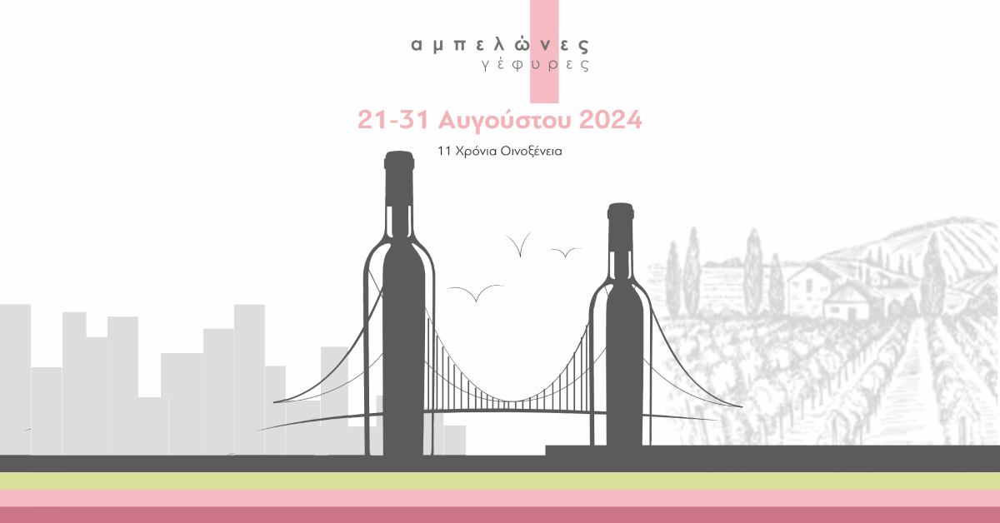 αμπελώνες
γέφυρες
21-31 Αυγούστου 2024
11 Χρόνια Οινοξένεια